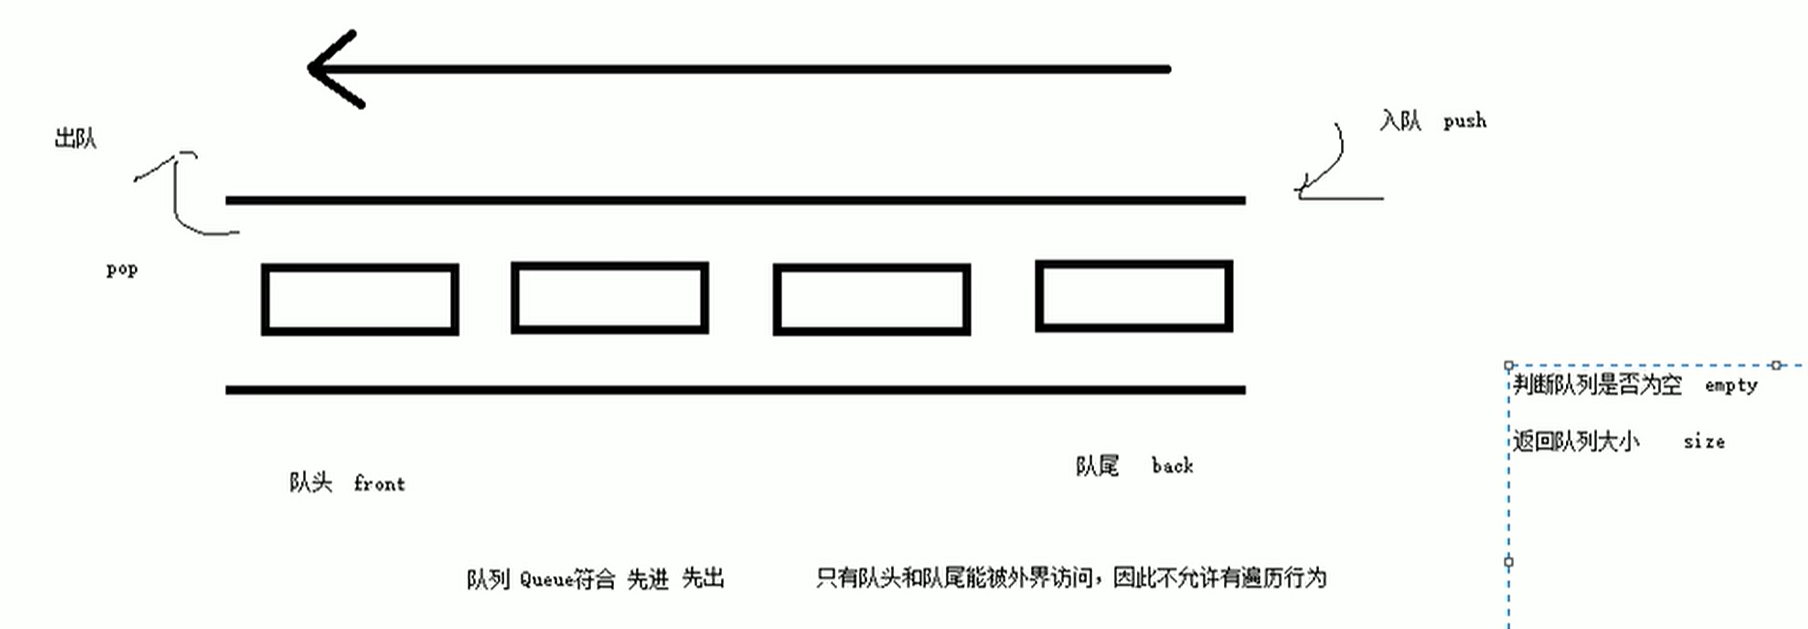 出队
入队 push
pop
判断队列是否为空 empty
返回队列大小 size
队头 front
队尾 back
队列 Queue符合 先进 先出
只有队头和队尾能被外界访问，因此不允许有遍历行为